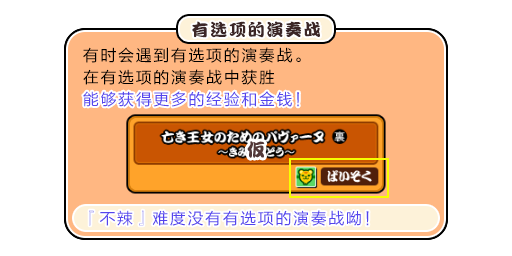 有选项的演奏战
有时会遇到有选项的演奏战。
在有选项的演奏战中获胜
能够获得更多的经验和金钱！
亡き王女のためのパヴァーヌ 裏
仮
ばいそく
『不辣』难度没有有选项的演奏战呦！